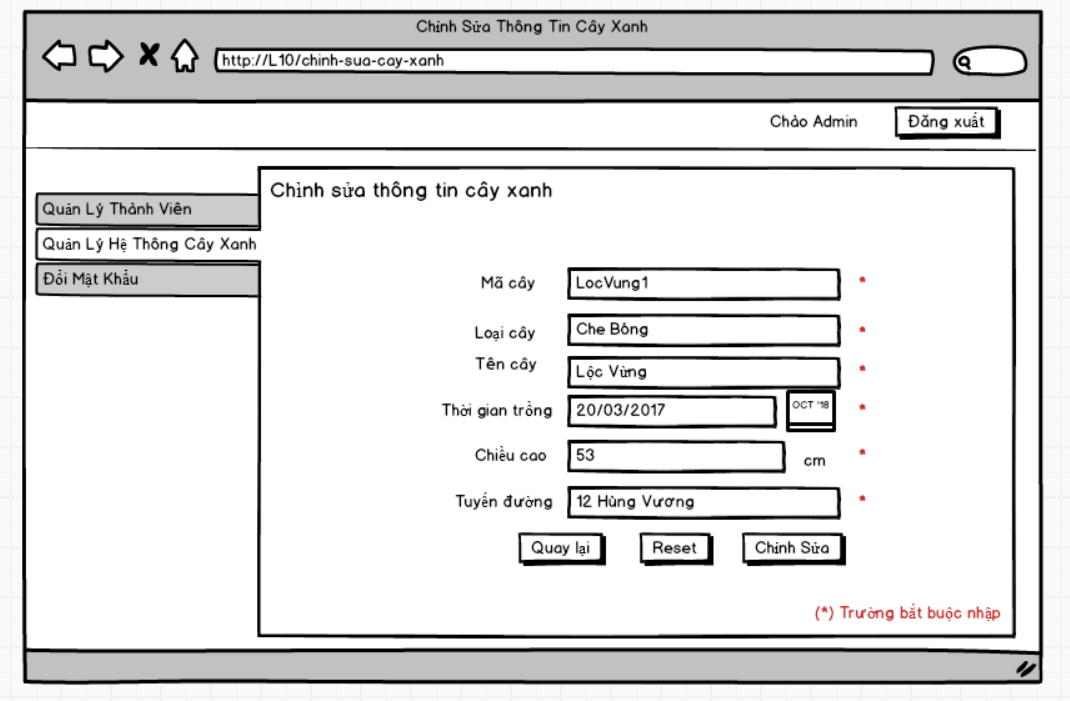 Chỉnh Sửa Thông Tin Cây Xanh
http://L10/chinh-sua-cay-xanh
Chào Admin
Đăng xuất
Chỉnh sửa thông tin cây xanh
Quản Lý Thành Viên
Quản Lý Hệ Thông Cây Xanh
Đổi Mật Khẩu
Mã cây
LocVung1
*
Loại cây
Che Bông
*
Tên cây
Lộc Vừng
*
Thời gian trồng
20/03/2017
OCT '18
*
Chiều cao
53
cm
*
Tuyến đường
12 Hùng Vương
*
Quay lại
Reset
Chỉnh Sửa
(*) Trường bắt buộc nhập